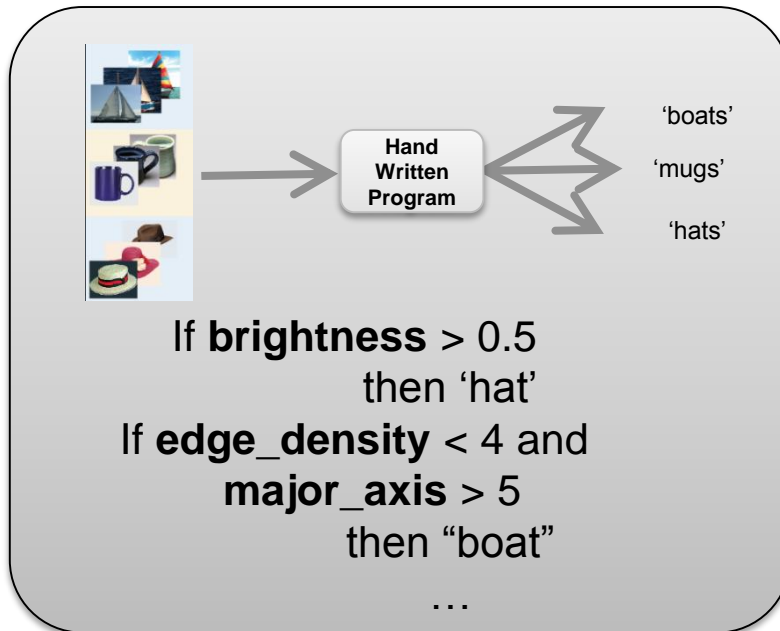 Hand
Written
Program
‘boats’
‘mugs’
‘hats’
If brightness > 0.5
then ‘hat’
If edge_density < 4 and
major_axis > 5
then “boat”
…